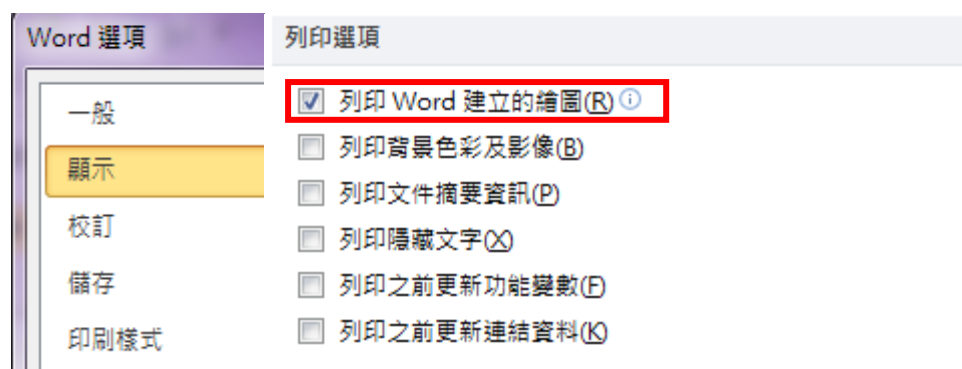 Word 選項
一般
顯示
校訂
儲存
印刷樣式
列印選項
列印 Word 建立的繪圖(R)
列印背景色彩及影像(B)
列印文件摘要資訊(P)
列印隱藏文字(X)
列印之前更新功能變數(F)
列印之前更新連結資料(K)